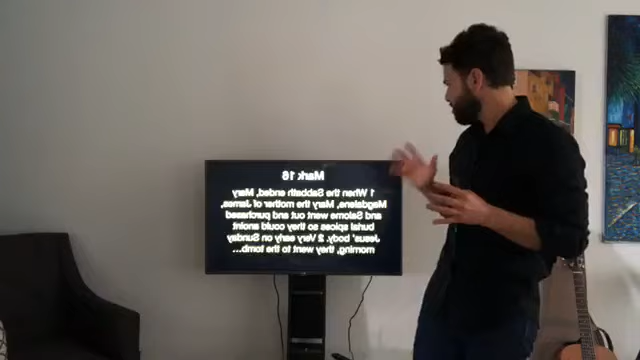 Mark 16
1 When the Sabbath ended, Mary
Magdalene, Mary the mother of James,
and Salome went out and purchased
burial spices so they could anoint
Jesus' body. 2 Very early on Sunday
morning, they went to the tomb...